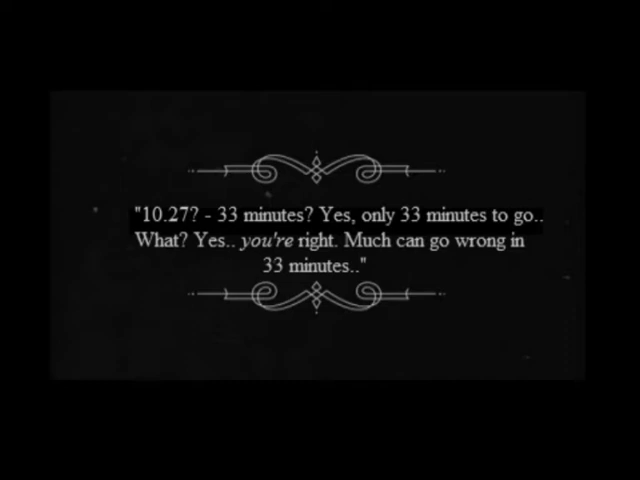 "10.27? - 33 minutes? Yes, only 33 minutes to go..
What? Yes.. you're right. Much can go wrong in
33 minutes.."